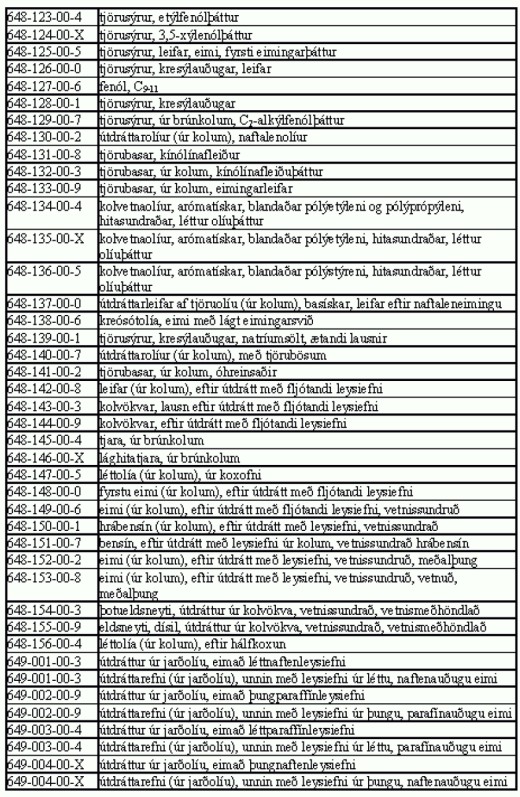 648-123-00-4 tjörusýrur, etýlfenólþáttur
648-124-00-X tjörusýrur, 3,5-xýlenólþáttur
648-125-00-5 tjörusýrur, leifar, eimi, fyrsti eimingarþáttur
648-126-00-0 tjörusýrur, kresýlauðugar, leifar
648-127-00-6 fenól, C9-11
648-128-00-1 tjörusýrur, kresýlauðugar
648-129-00-7 tjörusýrur, úr brúnkolum, C2-alkýlfenólþáttur
648-130-00-2 útdráttarolíur (úr kolum), naftalenolíur
648-131-00-8 tjörubasar, kínólínafleiður
648-132-00-3 tjörubasar, úr kolum, kínólínafleiðuþáttur
648-133-00-9 tjörubasar, úr kolum, eimingarleifar
648-134-00-4 kolvetnaolíur, arómatískar, blandaðar pólýetýleni og pólýprópýleni,
hitasundraðar, léttur olíuþáttur
648-135-00-X kolvetnaolíur, arómatískar, blandaðar pólýetýleni, hitasundraðar, léttur
olíuþáttur
648-136-00-5 kolvetnaolíur, arómatískar, blandaðar pólýstýreni, hitasundraðar, léttur
olíuþáttur
648-137-00-0 útdráttarleifar af tjöruolíu (úr kolum), basískar, leifar eftir naftaleneimingu
648-138-00-6 kreósótolía, eimi með lágt eimingarsvið
648-139-00-1 tjörusýrur, kresýlauðugar, natríumsölt, ætandi lausnir
648-140-00-7 útdráttarolíur (úr kolum), með tjörubösum
648-141-00-2 tjörubasar, úr kolum, óhreinsaðir
648-142-00-8 leifar (úr kolum), eftir útdrátt með fljótandi leysiefni
648-143-00-3 kolvökvar, lausn eftir útdrátt með fljótandi leysiefni
648-144-00-9 kolvökvar, eftir útdrátt með fljótandi leysiefni
648-145-00-4 tjara, úr brúnkolum
648-146-00-X lághitatjara, úr brúnkolum
648-147-00-5 léttolía (úr kolum), úr koxofni
648-148-00-0 fyrstu eimi (úr kolum), eftir útdrátt með fljótandi leysiefni
648-149-00-6 eimi (úr kolum), eftir útdrátt með fljótandi leysiefni, vetnissundruð
648-150-00-1 hrábensín (úr kolum), eftir útdrátt með leysiefni, vetnissundrað
648-151-00-7 bensín, eftir útdrátt með leysiefni úr kolum, vetnissundrað hrábensín
648-152-00-2 eimi (úr kolum), eftir útdrátt með leysiefni, vetnissundruð, meðalþung
648-153-00-8 eimi (úr kolum), eftir útdrátt með leysiefni, vetnissundruð, vetnuð,
meðalþung
648-154-00-3 þotueldsneyti, útdráttur úr kolvökva, vetnissundrað, vetnismeðhöndlað
648-155-00-9 eldsneyti, dísil, útdráttur úr kolvökva, vetnissundrað, vetnismeðhöndlað
648-156-00-4 léttolía (úr kolum), eftir hálfkoxun
649-001-00-3 útdráttur úr jarðolíu, eimað léttnaftenleysiefni
649-001-00-3 útdráttarefni (úr jarðolíu), unnin með leysiefni úr léttu, naftenauðugu eimi
649-002-00-9 útdráttur úr jarðolíu, eimað þungparaffínleysiefni
649-002-00-9 útdráttarefni (úr jarðolíu), unnin með leysiefni úr þungu, parafínauðugu eimi
649-003-00-4 útdráttur úr jarðolíu, eimað léttparaffínleysiefni
649-003-00-4 útdráttarefni (úr jarðolíu), unnin með leysiefni úr léttu, parafínauðugu eimi
649-004-00-X útdráttur úr jarðolíu, eimað þungnaftenleysiefni
649-004-00-X útdráttarefni (úr jarðolíu), unnin með leysiefni úr þungu, naftenauðugu eimi